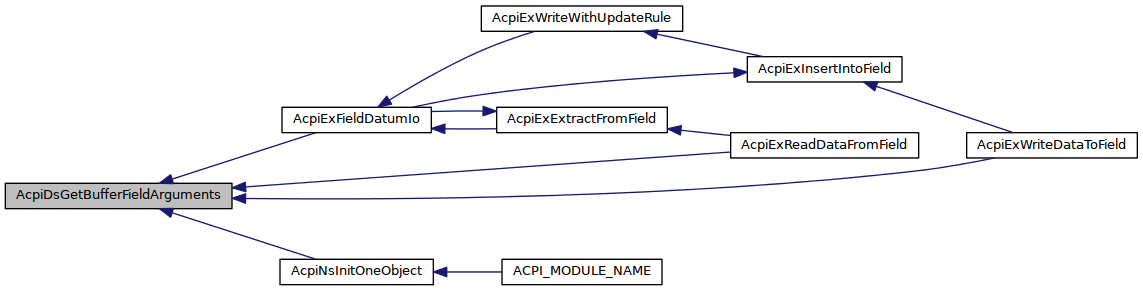 AcpiExWriteWithUpdateRule
AcpiExInsertIntoField
AcpiExFieldDatumIo
AcpiExExtractFromField
AcpiExReadDataFromField
AcpiExWriteDataToField
AcpiDsGetBufferFieldArguments
AcpiNsInitOneObject
ACPI_MODULE_NAME